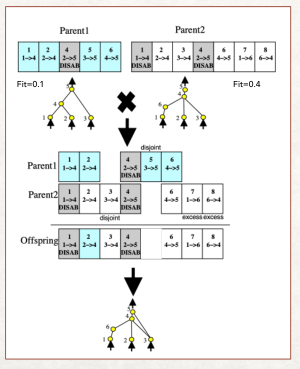 Parent1 Parent2
1 2 4 5 6 1 2 3 4 6 7 8
1->4 2->4 2->5 3->5 4->5 1->4 2->4 3->4 2->5 4->5 1->6 6->4
DISAB DISAB DISAB
Fit=0.1 Fit=0.4
5 5
4 4
6
1 2 3 1 2 3
disjoint
Parent1
1 2 4 5 6
1->4 2->4 2->5 3->5 4->5
DISAB
Parent2
1 2 3 4 6 7 8
1->4 2->4 3->4 2->5 4->5 1->6 6->4
DISAB DISAB
disjoint excess excess
Offspring
1 2 3 4 6 7 8
1->4 2->4 3->4 2->5 4->5 1->6 6->4
DISAB DISAB
5
4
6
1 2 3